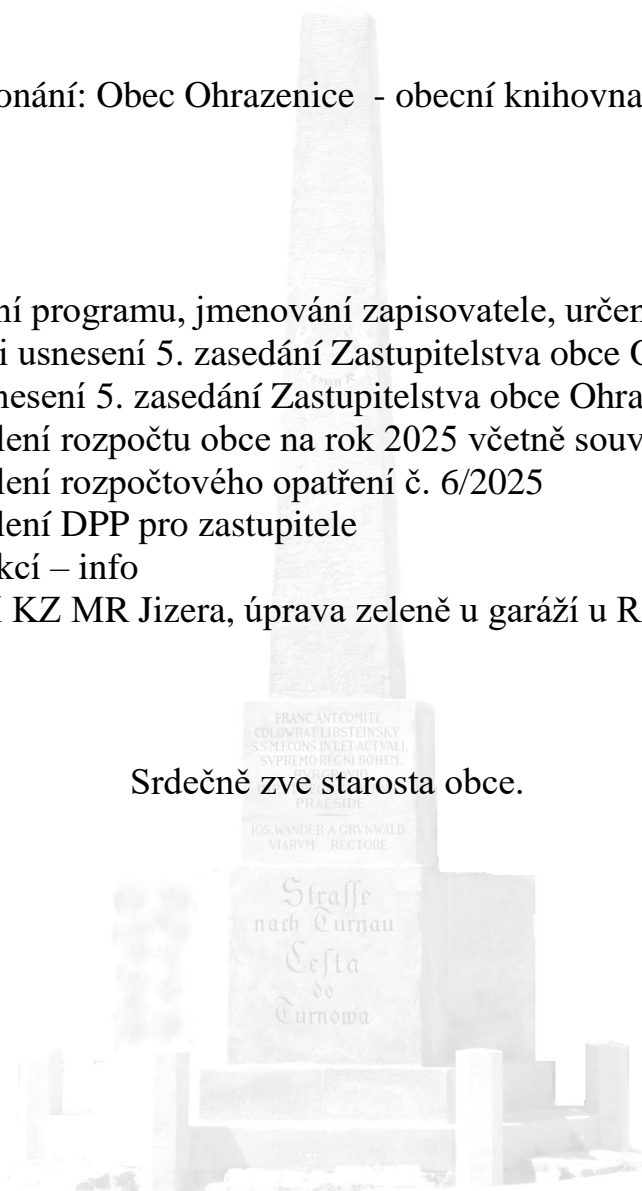 onání: Obec Ohrazenice - obecní knihovna
ní programu, jmenování zapisovatele, určen
i usnesení 5. zasedání Zastupitelstva obce O
nesení 5. zasedání Zastupitelstva obce Ohra
lení rozpočtu obce na rok 2025 včetně souv
lení rozpočtového opatření č. 6/2025
lení DPP pro zastupitele
kcí – info
KZ MR Jizera, úprava zeleně u garáží u R
FRANC ANT COMITE
COLOWRAT LIBSTEINSKY
S.S.M.I.CONS INT.ET ACTVALI,
SVPREMO REGNI BOHEM.
Srdečně zve starosta obce.
PRAESIDE
IOS.WANDER A GRVNWALD
VIARVM RECTORE
Straſſe
nach Turnau
Ceſta
do
Turnowa